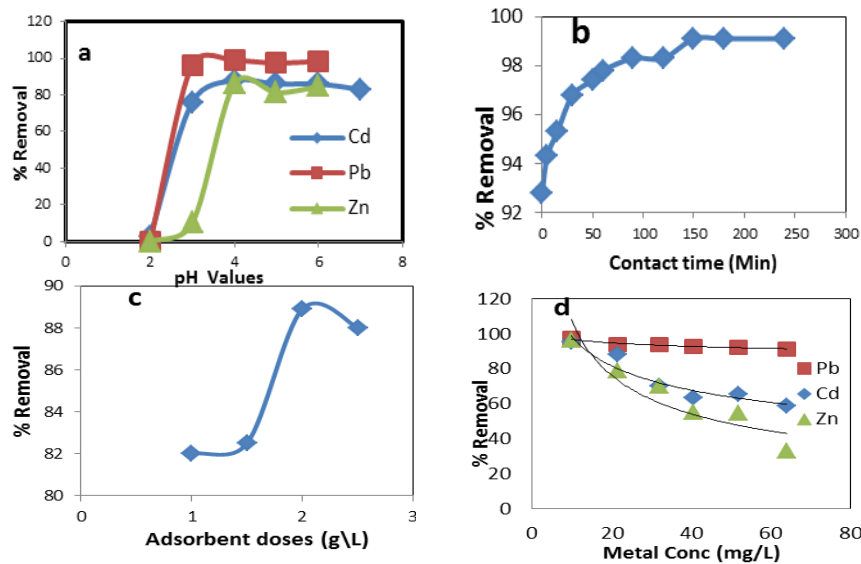 a
% Removal
120
100
80
60
40
20
0
Cd
Pb
Zn
0 2 4 6 8
pH Values
b
% Removal
100
98
96
94
92
0 50 100 150 200 250 300
Contact time (Min)
c
% Removal
90
88
86
84
82
80
0 1 2 3
Adsorbent doses (g\L)
d
% Removal
120
100
80
60
40
20
0
Pb
Cd
Zn
0 20 40 60 80
Metal Conc (mg/L)